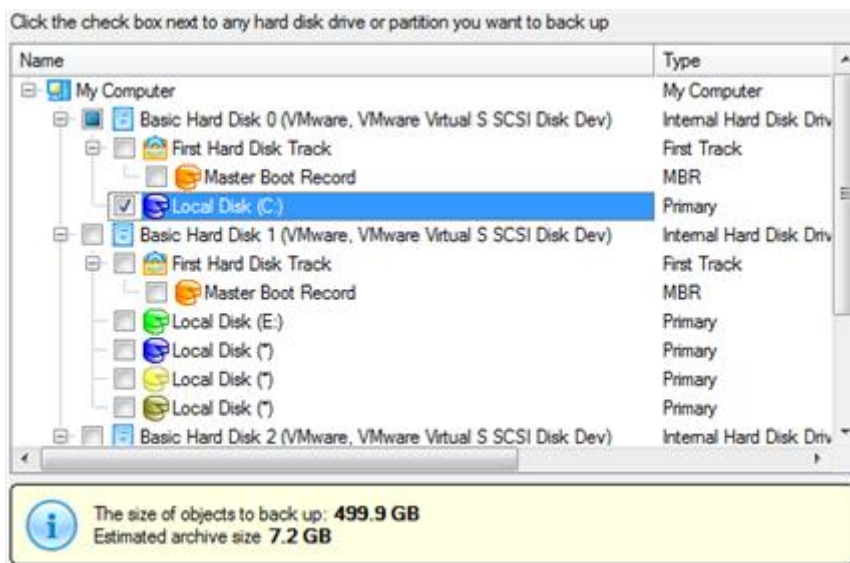 Click the check box next to any hard disk drive or partition you want to back up
Name Type
My Computer My Computer
Basic Hard Disk 0 (VMware, VMware Virtual S SCSI Disk Dev) Internal Hard Disk Driv
First Hard Disk Track First Track
Master Boot Record MBR
Local Disk (C:) Primary
Basic Hard Disk 1 (VMware, VMware Virtual S SCSI Disk Dev) Internal Hard Disk Driv
First Hard Disk Track First Track
Master Boot Record MBR
Local Disk (E:) Primary
Local Disk (*) Primary
Local Disk (*) Primary
Local Disk (*) Primary
Basic Hard Disk 2 (VMware, VMware Virtual S SCSI Disk Dev) Internal Hard Disk Driv
The size of objects to back up: 499.9 GB
Estimated archive size 7.2 GB